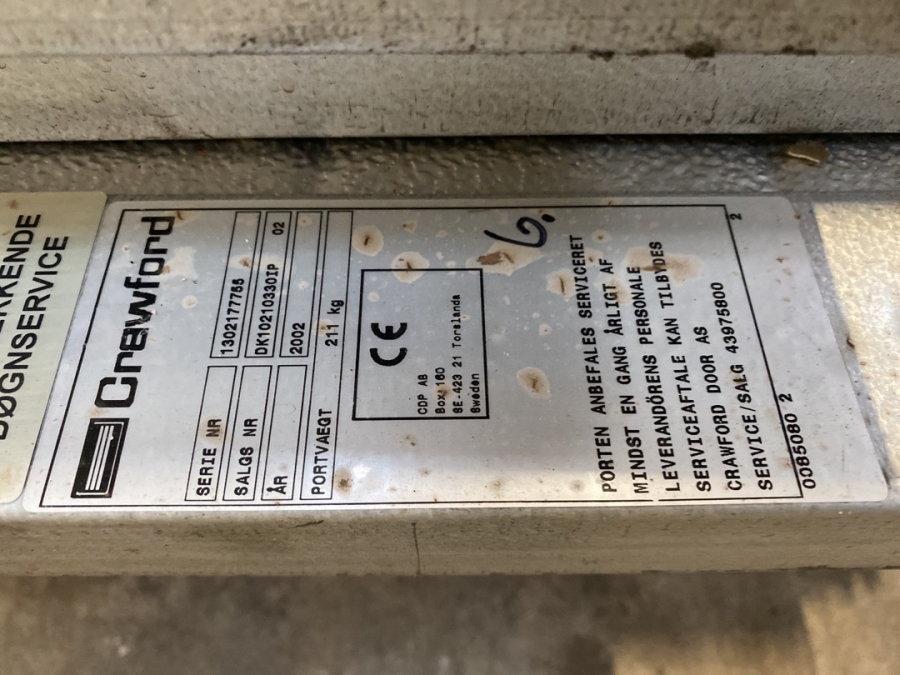 ERKENDE
DØGNSERVICE
Crawford
SERIE NR 1302177755
SALGS NR DK10210330IP 02
ÅR 2002
PORTVAEGT 211 kg
CE
CDP AB
Box 160
SE-423 21 Torslanda
Sweden
6.
PORTEN ANBEFALES SERVICERET
MINDST EN GANG ÅRLIGT AF
LEVERANDÖRENS PERSONALE
SERVICEAFTALE KAN TILBYDES
CRAWFORD DOOR AS
SERVICE/SALG 43975800
0085080 2
2